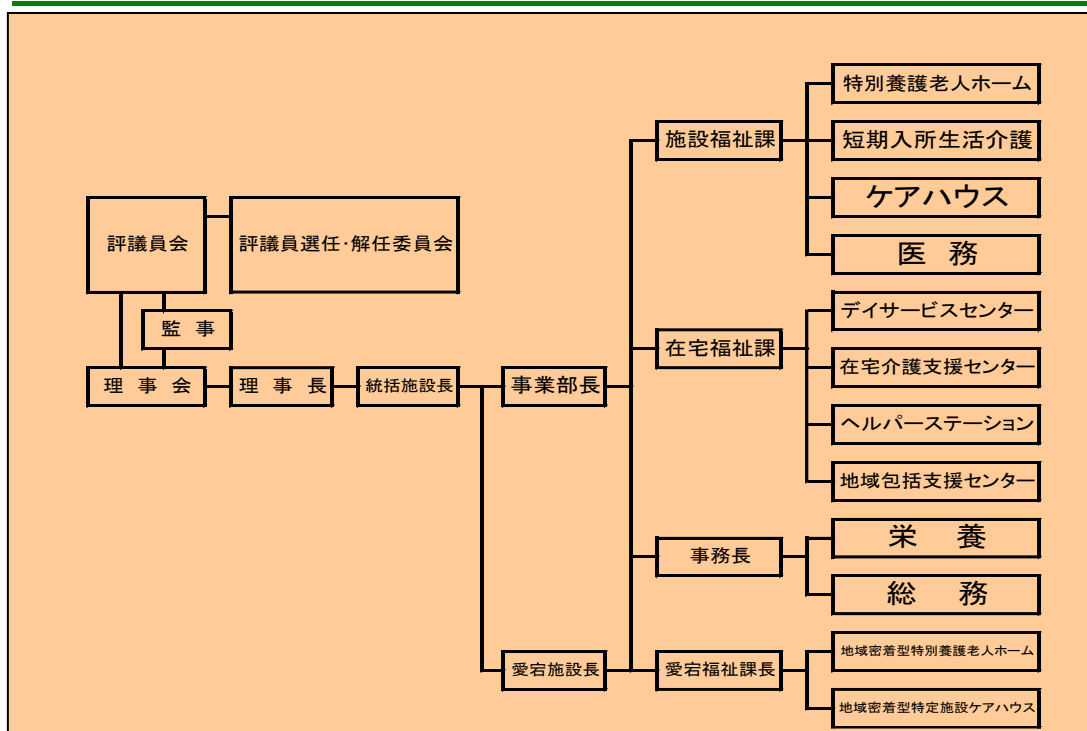 評議員会
評議員選任・解任委員会
監 事
理 事 会
理 事 長
統括施設長
事業部長
愛宕施設長
施設福祉課
特別養護老人ホーム
短期入所生活介護
ケアハウス
医 務
在宅福祉課
デイサービスセンター
在宅介護支援センター
ヘルパーステーション
地域包括支援センター
事務長
栄 養
総 務
愛宕福祉課長
地域密着型特別養護老人ホーム
地域密着型特定施設ケアハウス